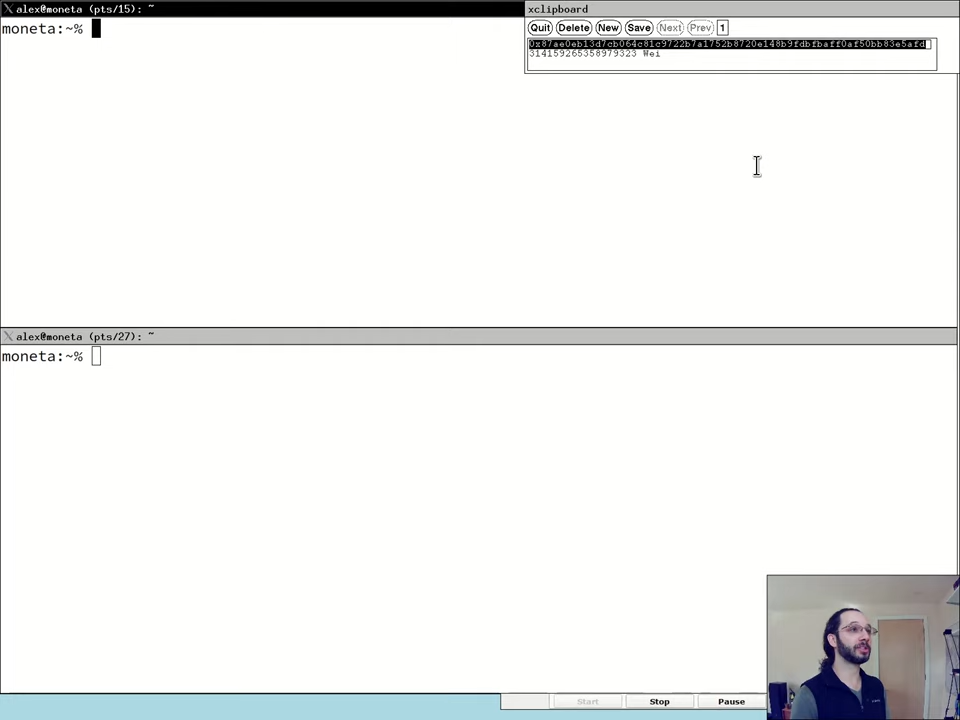 alex@moneta (pts/15): ~
moneta:~%
xclipboard
Quit Delete New Save Next Prev 1
0x87ae0eb13d7cb064c81c9722b7a1752b8720e148b9fdbfbaff0af50bb83e5afd
314159265358979323 Wei
alex@moneta (pts/27): ~
moneta:~%
Start Stop Pause